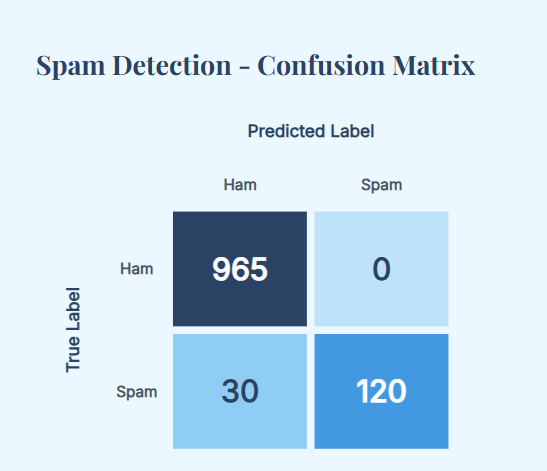 Spam Detection - Confusion Matrix
Predicted Label
Ham Spam
True Label
Ham 965 0
Spam 30 120